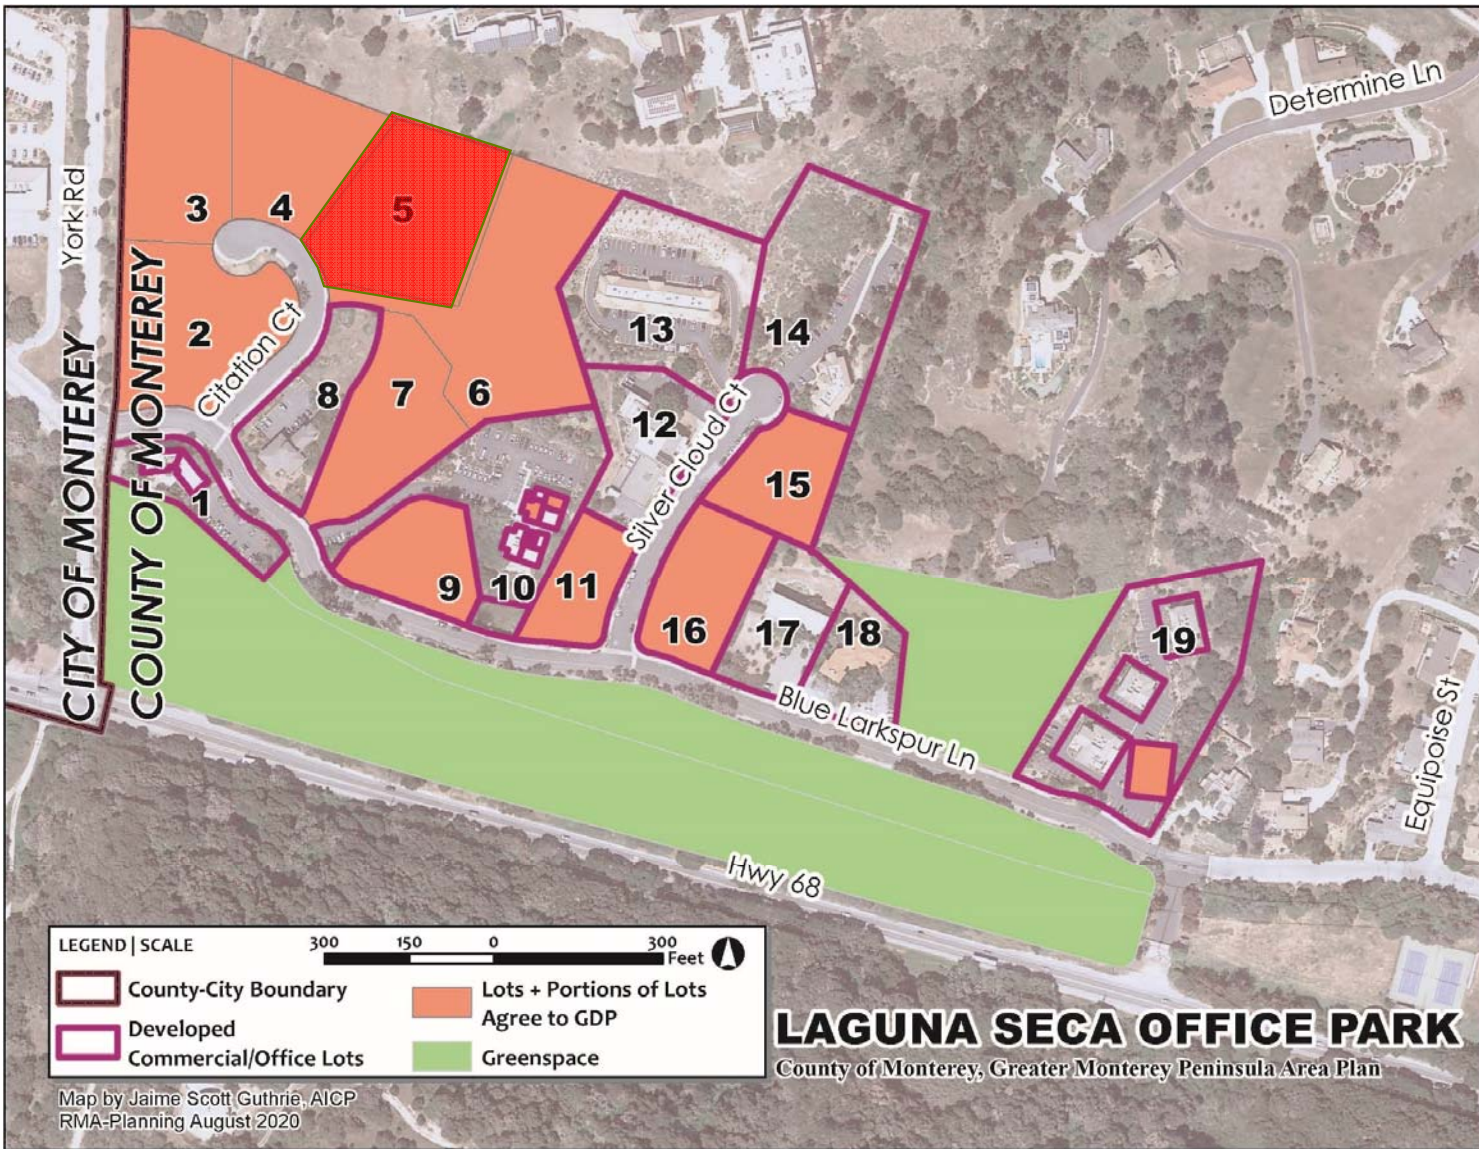 Determine Ln
York Rd
3
4
5
CITY OF MONTEREY
COUNTY OF MONTEREY
2
Citation Ct
8
7
6
13
14
12
Silver Cloud Ct
15
1
9
10
11
16
17
18
19
Blue Larkspur Ln
Equipoise St
Hwy 68
LEGEND | SCALE
300 150 0 300
Feet
County-City Boundary
Lots + Portions of Lots
Agree to GDP
Developed
Commercial/Office Lots
Greenspace
LAGUNA SECA OFFICE PARK
County of Monterey, Greater Monterey Peninsula Area Plan
Map by Jaime Scott Guthrie, AICP
RMA-Planning August 2020